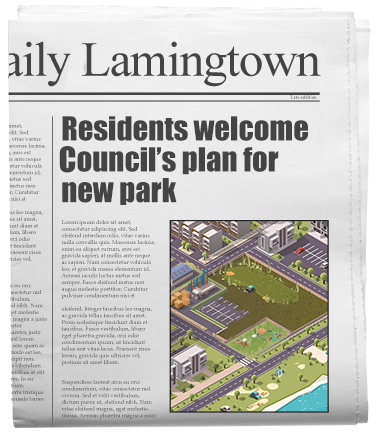 aily Lamingtown
Late edition
Residents welcome
Council's plan for
new park
Lorem ipsum dolor sit amet,
consectetur adipiscing elit. Sed
eleifend interdum odio, vitae varius
nulla convallis quis. Maecenas lacinia,
enim eu aliquam rutrum, eros est
gravida sapien, at mollis ante neque
ac sapien. Nam consectetur vehicula
leo, et gravida massa elementum id.
Aenean iaculis luctus metus sed
semper. Fusce eleifend metus non
augue molestie porttitor. Curabitur
pulvinar condimentum nisi et
eleifend. Integer faucibus leo magna,
ac gravida tellus faucibus sit amet.
Proin scelerisque tincidunt diam et
faucibus. Fusce vestibulum, libero
eget pharetra gravida, orci odio
condimentum ipsum, ut tincidunt
tellus erat vitae lacus. Praesent risus
lorem, gravida quis ultricies vel,
pretium sit amet libero.
Suspendisse laoreet arcu eu orci
condimentum, vitae consectetur nisl
viverra. Sed et velit vestibulum,
dictum purus at, eleifend nibh. Nunc
vitae eleifend magna, eget molestie
massa. Aenean pharetra magna a justo